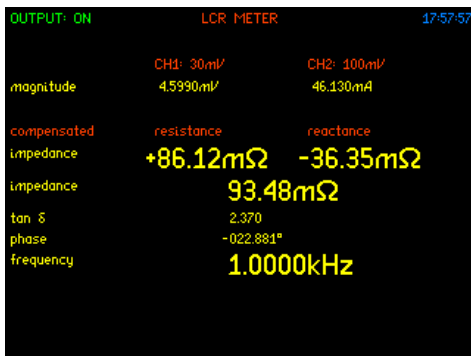 OUTPUT: ON LCR METER 17:57:57
CH1: 30mV CH2: 100mV
magnitude 4.5990mV 46.130mA
compensated resistance reactance
impedance +86.12mΩ -36.35mΩ
impedance 93.48mΩ
tan δ 2.370
phase -022.881°
frequency 1.0000kHz